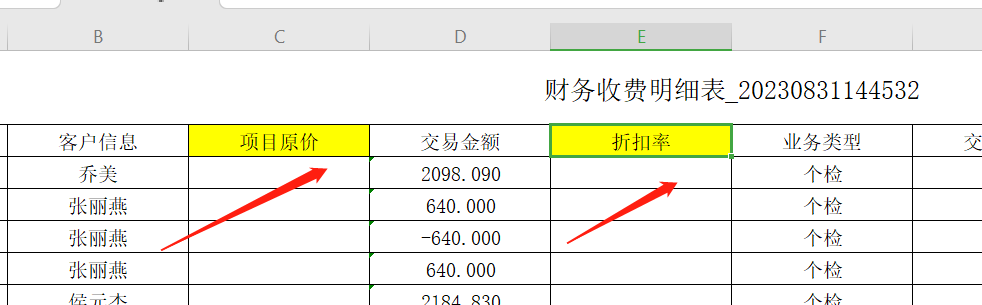 B C D E F
财务收费明细表_20230831144532
客户信息 项目原价 交易金额 折扣率 业务类型 交
乔美 2098.090 个检
张丽燕 640.000 个检
张丽燕 -640.000 个检
张丽燕 640.000 个检
侯元杰 2184.830 个检